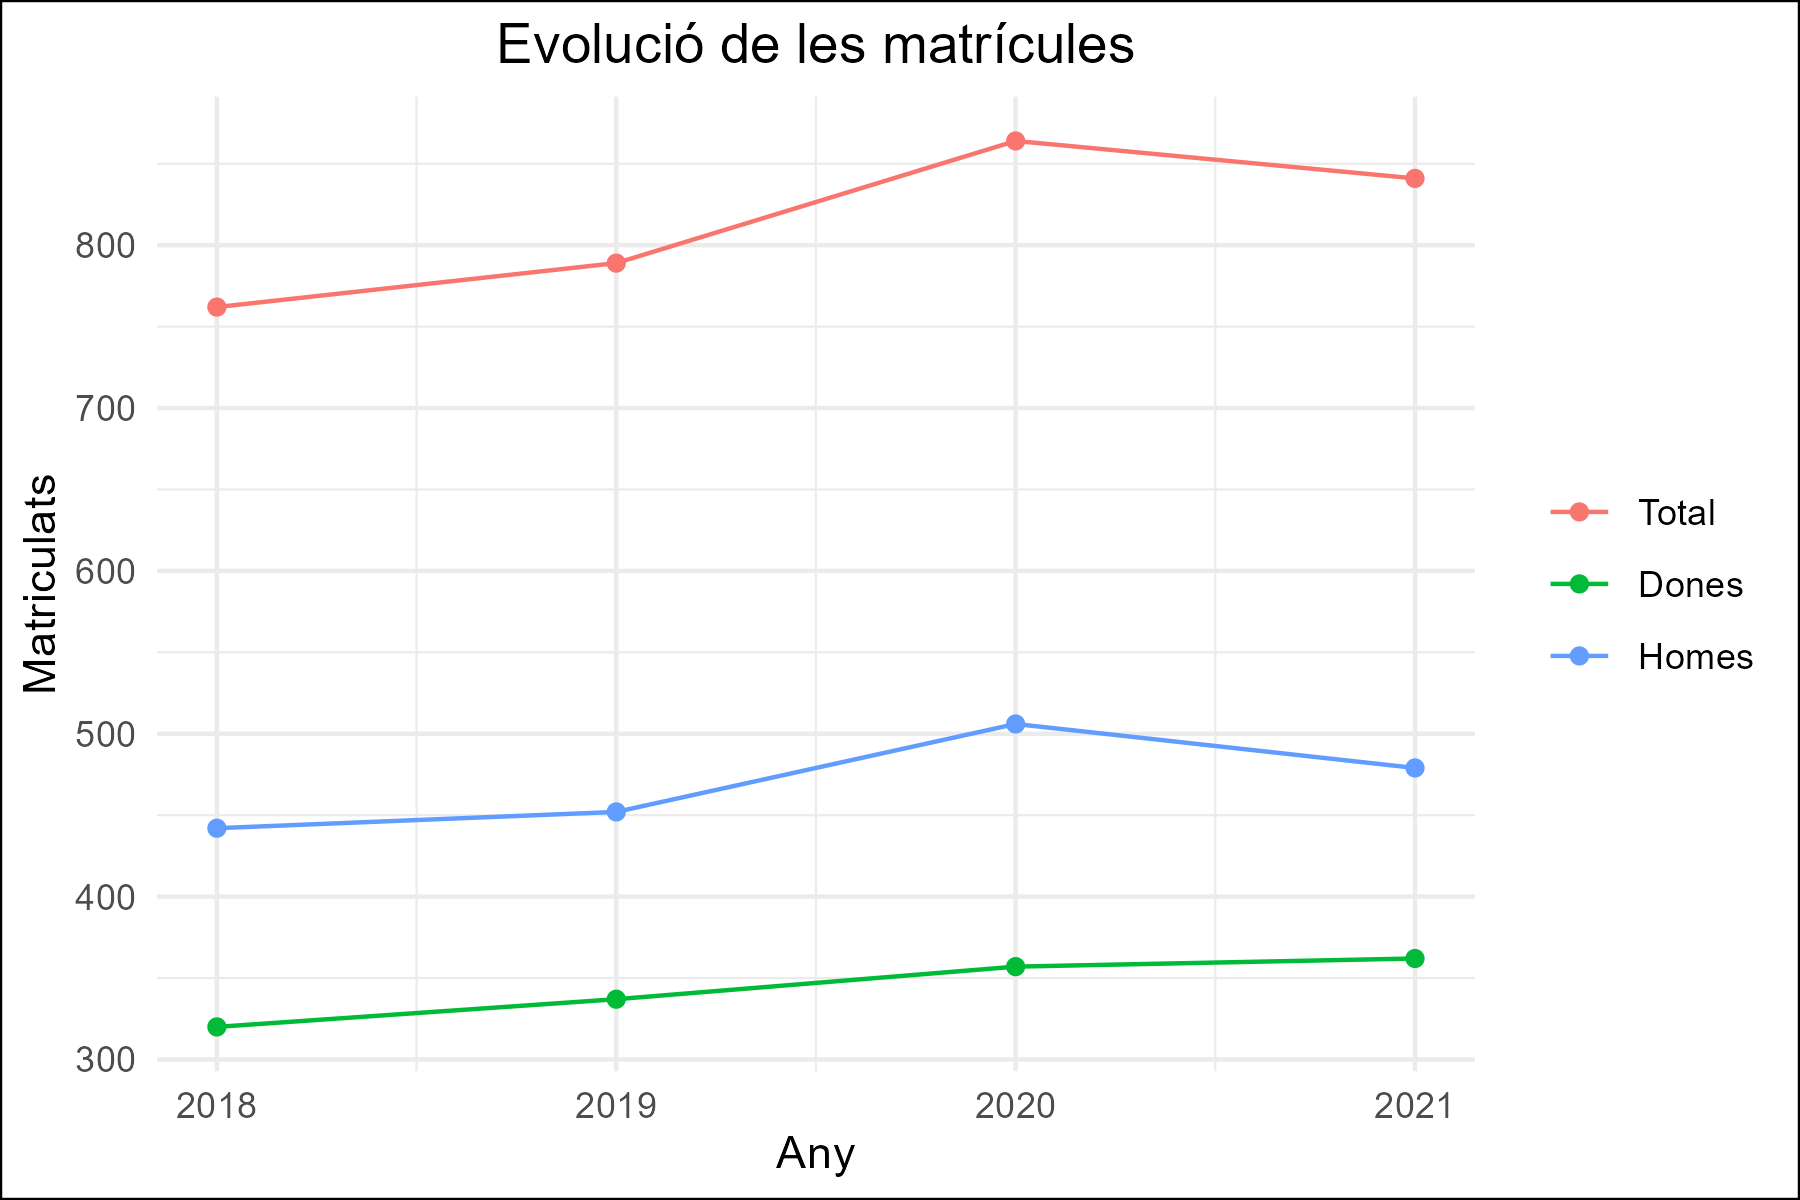 Evolució de les matrícules
Matriculats
800
700
600
500
400
300
2018
2019
2020
2021
Any
Total
Dones
Homes